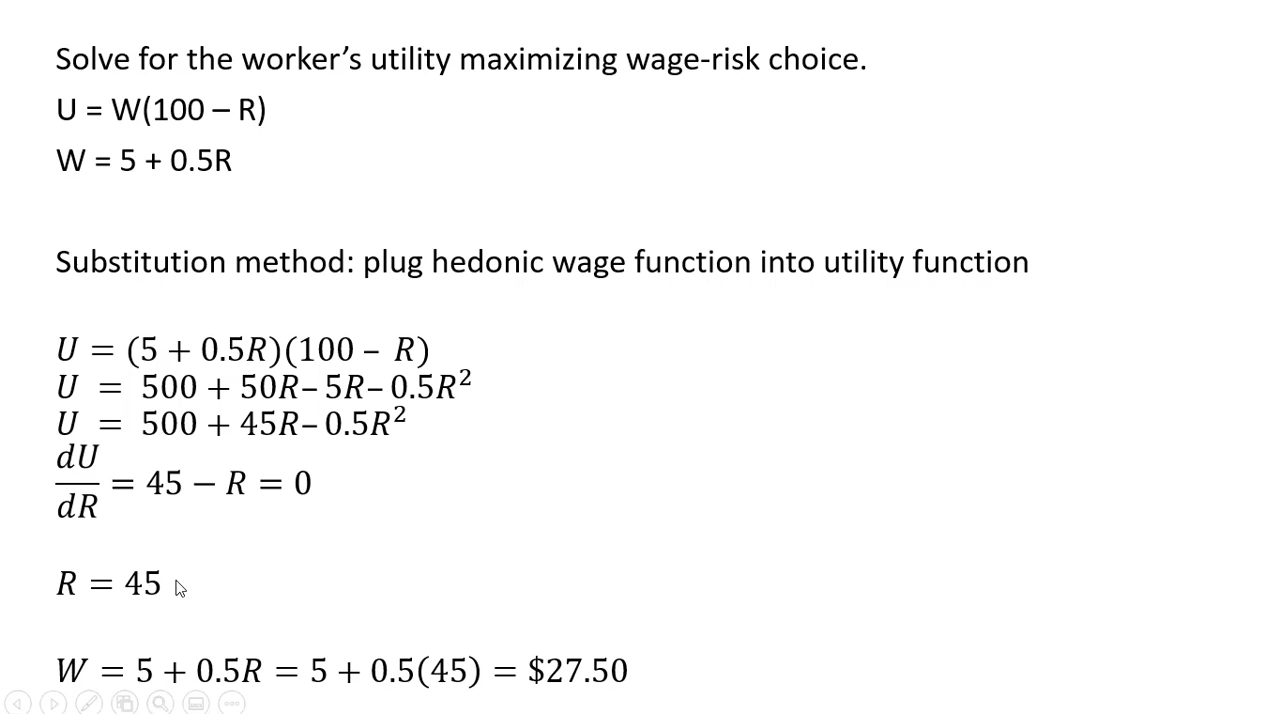 Solve for the worker’s utility maximizing wage-risk choice.
U = W(100 – R)
W = 5 + 0.5R
Substitution method: plug hedonic wage function into utility function
U = (5 + 0.5R)(100 – R)
U = 500 + 50R– 5R– 0.5R²
U = 500 + 45R– 0.5R²
dU/dR = 45 − R = 0
R = 45
W = 5 + 0.5R = 5 + 0.5(45) = $27.50